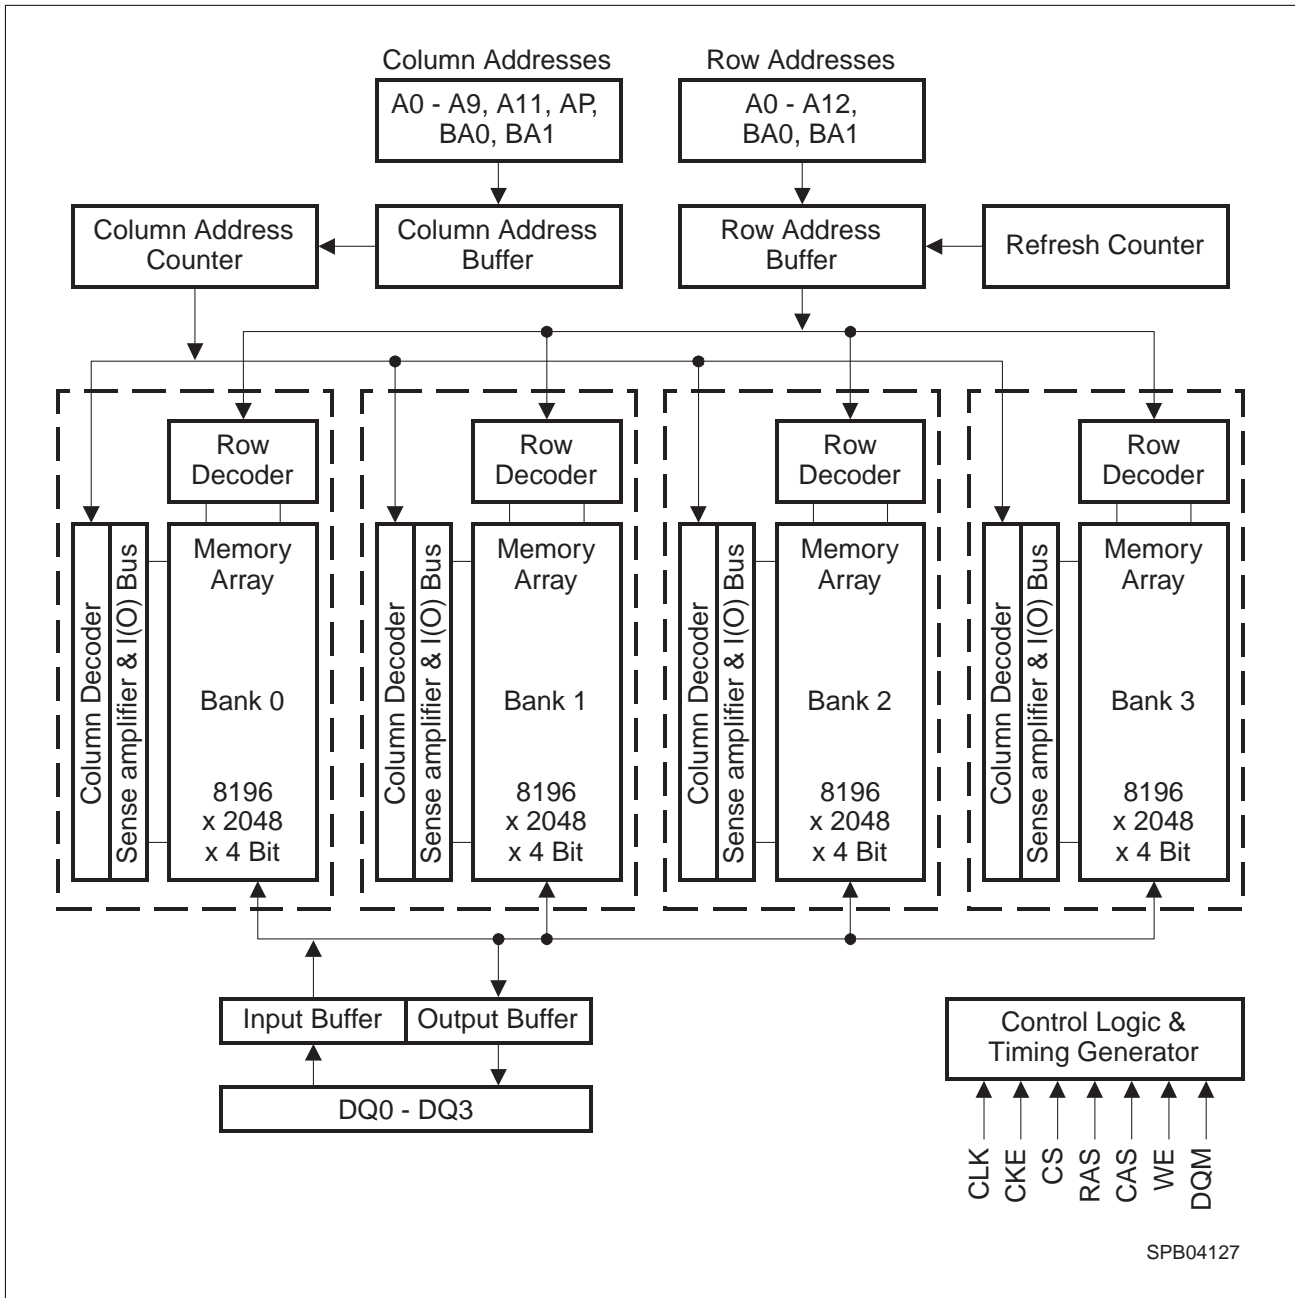 Column Addresses
Row Addresses
A0 - A9, A11, AP,
BA0, BA1
A0 - A12,
BA0, BA1
Column Address
Counter
Column Address
Buffer
Row Address
Buffer
Refresh Counter
Row
Decoder
Row
Decoder
Row
Decoder
Row
Decoder
Column Decoder
Sense amplifier & I(O) Bus
Memory
Array
Bank 0
8196
x 2048
x 4 Bit
Column Decoder
Sense amplifier & I(O) Bus
Memory
Array
Bank 1
8196
x 2048
x 4 Bit
Column Decoder
Sense amplifier & I(O) Bus
Memory
Array
Bank 2
8196
x 2048
x 4 Bit
Column Decoder
Sense amplifier & I(O) Bus
Memory
Array
Bank 3
8196
x 2048
x 4 Bit
Input Buffer
Output Buffer
DQ0 - DQ3
Control Logic &
Timing Generator
CLK
CKE
CS
RAS
CAS
WE
DQM
SPB04127